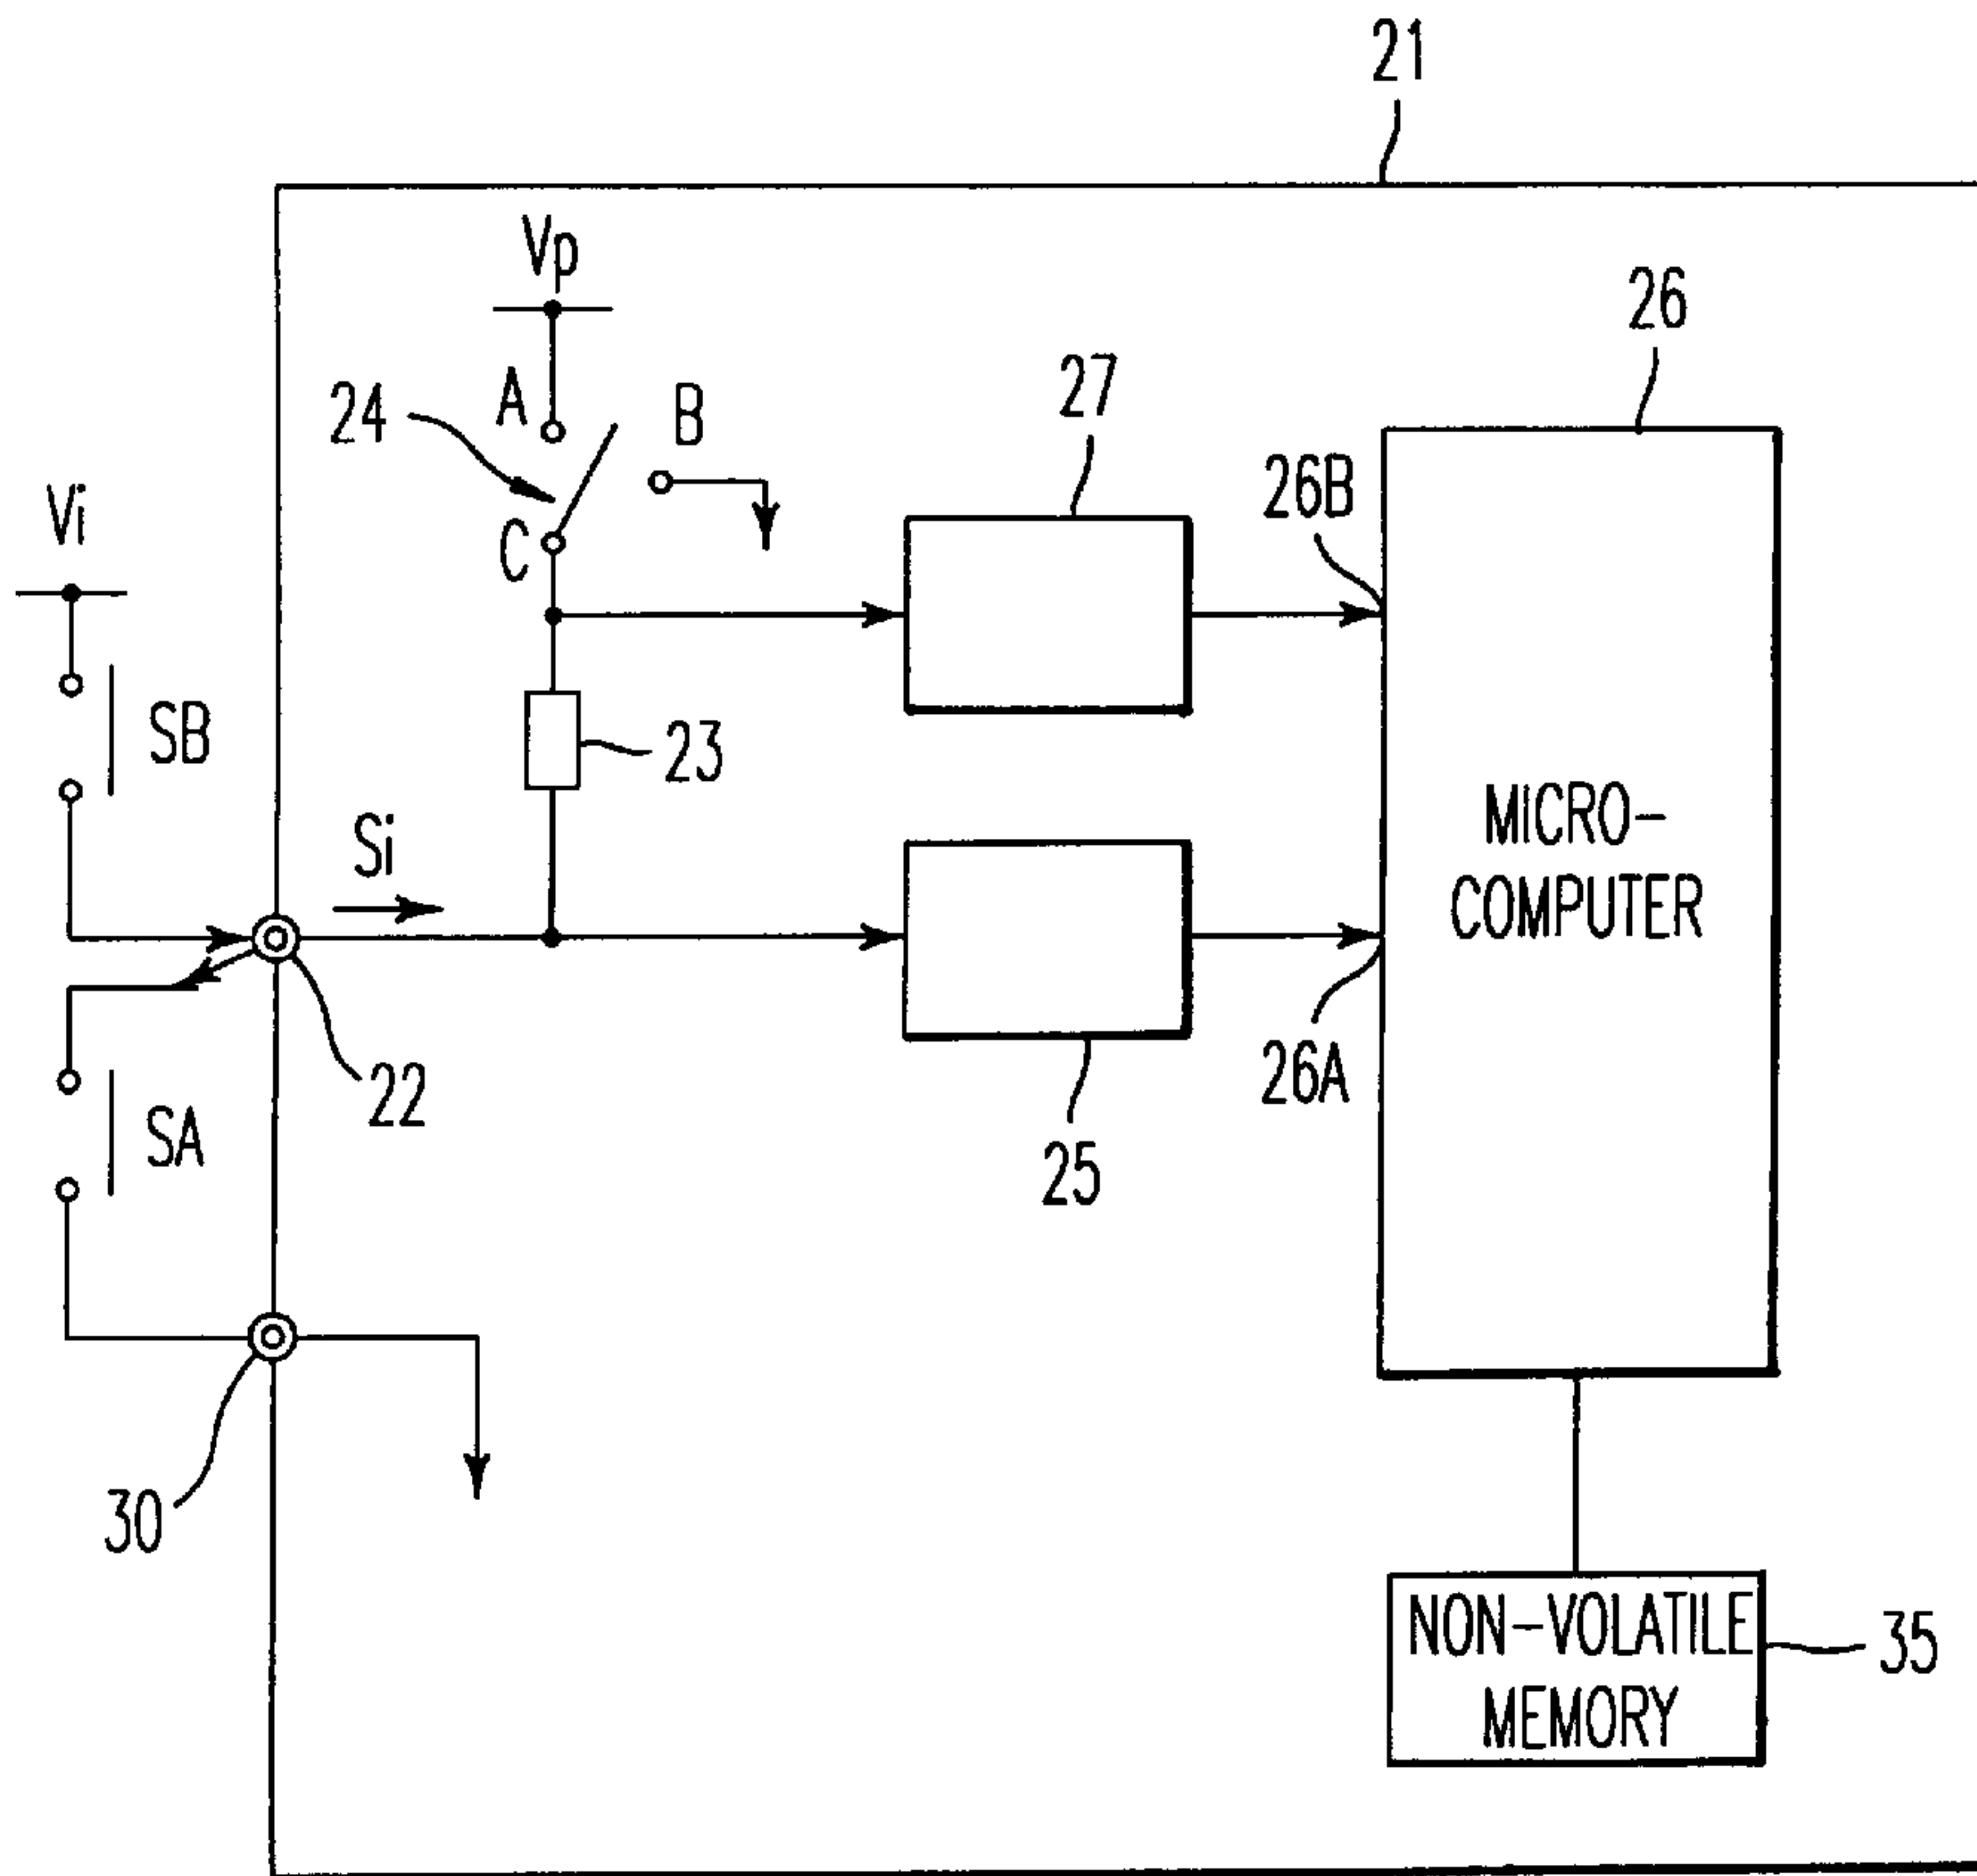 21
Vp
26
27
A
24
B
26B
Vi
C
SB
23
MICRO-
COMPUTER
Si
22
26A
SA
25
30
NON-VOLATILE
MEMORY
35